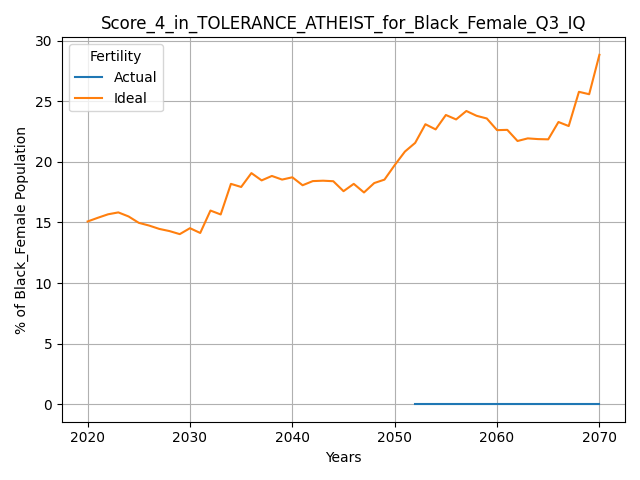 Score_4_in_TOLERANCE_ATHEIST_for_Black_Female_Q3_IQ
Fertility
Actual
Ideal
% of Black_Female Population
30
25
20
15
10
5
0
2020
2030
2040
2050
2060
2070
Years